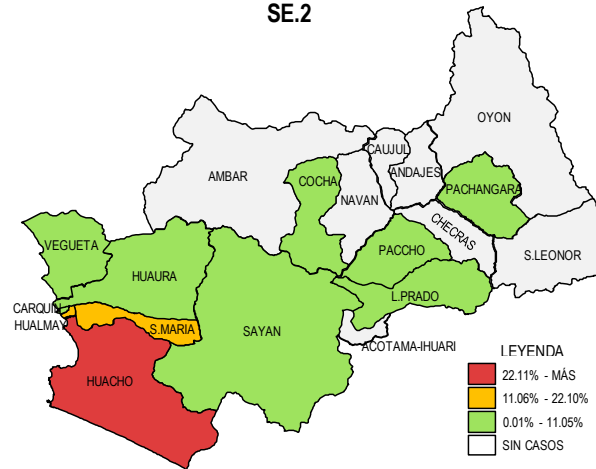 SE.2
OYON
CAUJUL
ANDAJES
AMBAR
COCHA
NAVAN
PACHANGARA
CHECRAS
VEGUETA
PACCHO
S.LEONOR
HUAURA
L.PRADO
CARQUIN
HUALMAY
S.MARIA
SAYAN
ACOTAMA-IHUARI
HUACHO
LEYENDA
22.11% - MÁS
11.06% - 22.10%
0.01% - 11.05%
SIN CASOS